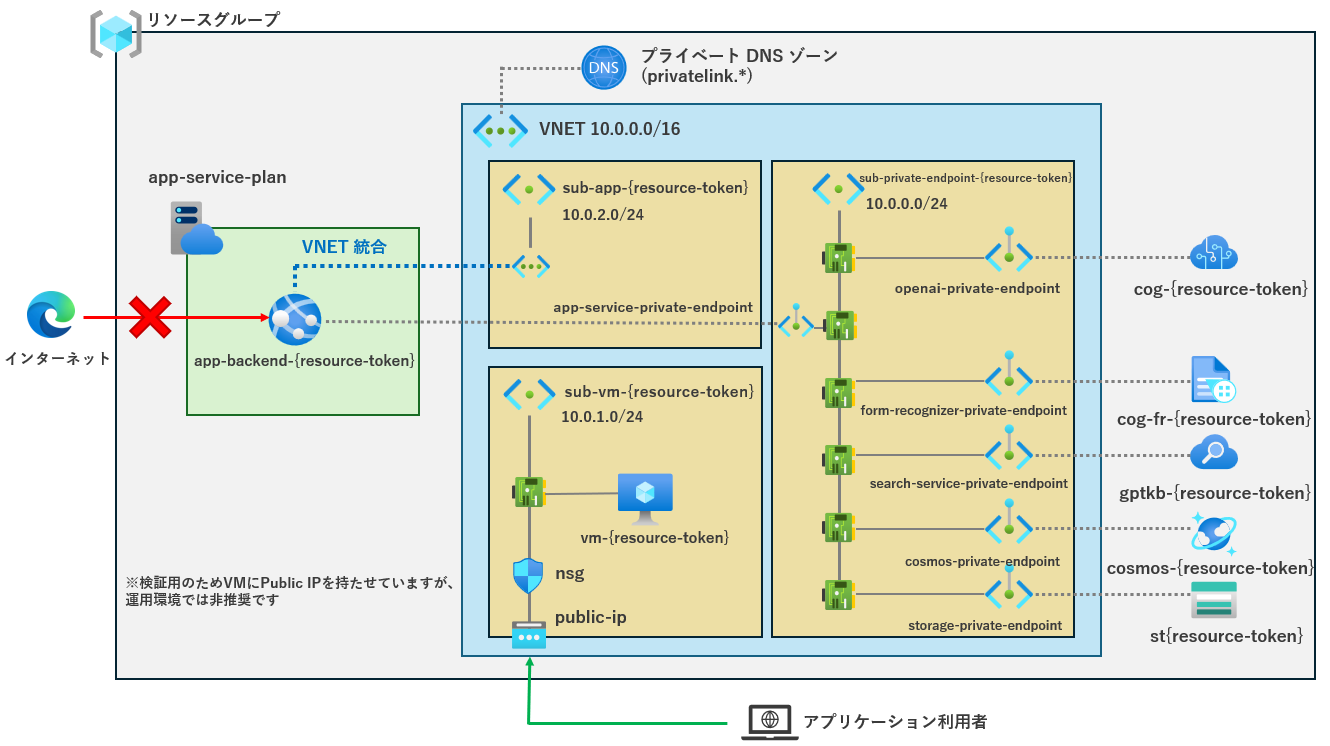 リソースグループ
DNS
プライベート DNS ゾーン
(privatelink.*)
VNET 10.0.0.0/16
app-service-plan
VNET 統合
app-backend-{resource-token}
インターネット
sub-app-{resource-token}
10.0.2.0/24
app-service-private-endpoint
sub-vm-{resource-token}
10.0.1.0/24
vm-{resource-token}
nsg
public-ip
sub-private-endpoint-{resource-token}
10.0.0.0/24
openai-private-endpoint
form-recognizer-private-endpoint
search-service-private-endpoint
cosmos-private-endpoint
storage-private-endpoint
cog-{resource-token}
cog-fr-{resource-token}
gptkb-{resource-token}
cosmos-{resource-token}
st{resource-token}
※検証用のためVMにPublic IPを持たせていますが、
運用環境では非推奨です
アプリケーション利用者